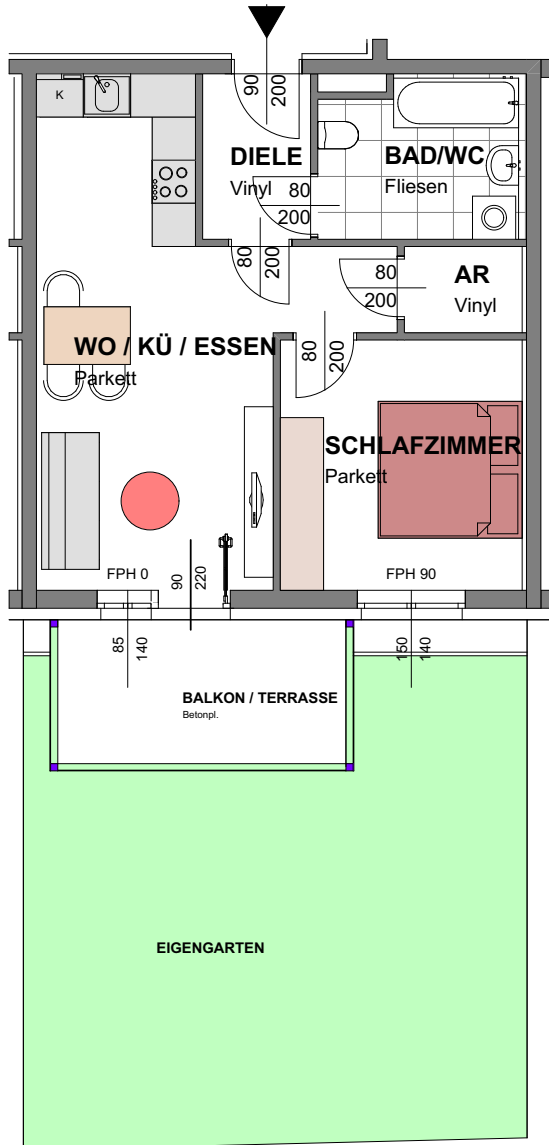 90
200
K
DIELE
Vinyl
BAD/WC
Fliesen
80
200
80
200
80
200
AR
Vinyl
WO / KÜ / ESSEN
Parkett
80
200
SCHLAFZIMMER
Parkett
FPH 0
90
220
FPH 90
85
140
150
140
BALKON / TERRASSE
Betonpl.
EIGENGARTEN